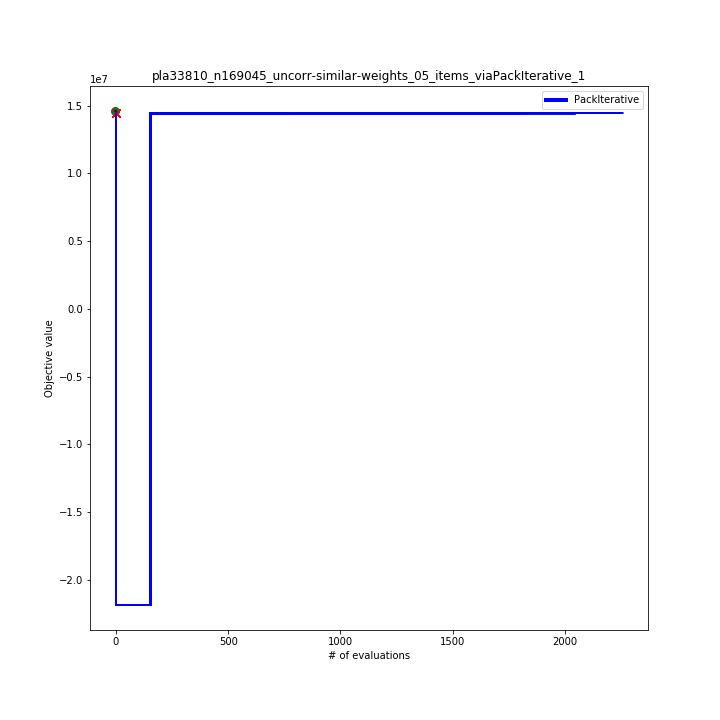 pla33810_n169045_uncorr-similar-weights_05_items_viaPackIterative_1
1e7
PackIterative
1.5
1.0
0.5
0.0
−0.5
−1.0
−1.5
−2.0
Objective value
0
500
1000
1500
2000
# of evaluations